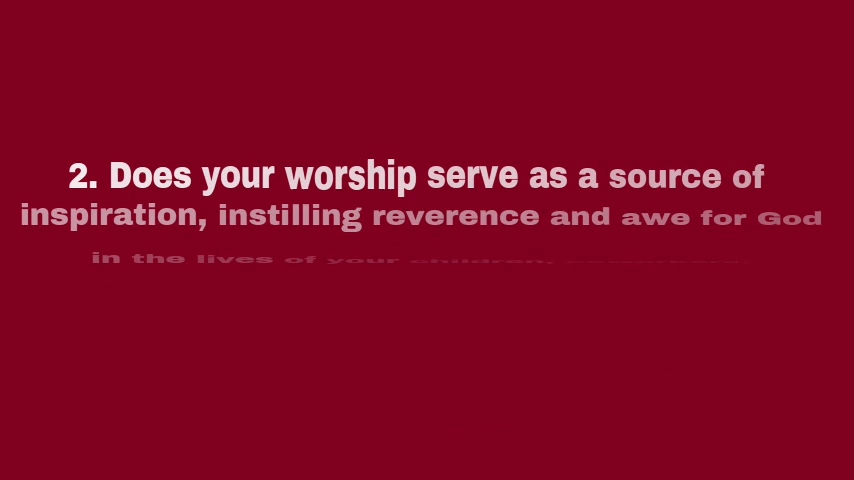 2. Does your worship serve as a source of
inspiration, instilling reverence and awe for God
in the lives of your children,